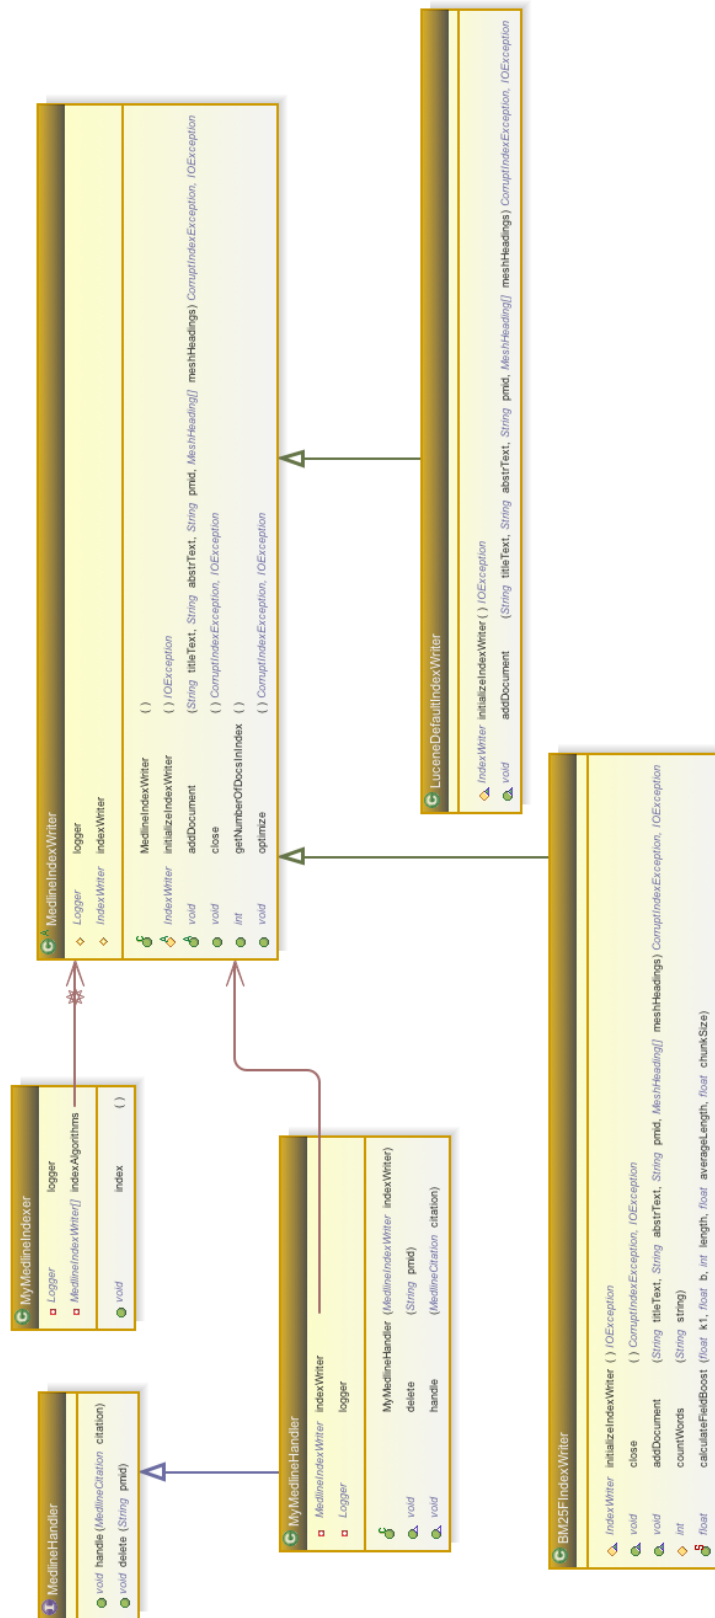 MedlineHandler
void handle (MedlineCitation citation)
void delete (String pmid)
MyMedlineIndexer
Logger logger
MedlineIndexWriter[] indexAlgorithms
void index ( )
MedlineIndexWriter
Logger logger
IndexWriter indexWriter
MedlineIndexWriter ( )
IndexWriter initializeIndexWriter ( ) IOException
void addDocument (String titleText, String abstrText, String pmid, MeshHeading[] meshHeadings) CorruptIndexException, IOException
void close ( ) CorruptIndexException, IOException
int getNumberOfDocsInIndex ( )
void optimize ( ) CorruptIndexException, IOException
MyMedlineHandler
MedlineIndexWriter indexWriter
Logger logger
MyMedlineHandler (MedlineIndexWriter indexWriter)
void delete (String pmid)
void handle (MedlineCitation citation)
LuceneDefaultIndexWriter
IndexWriter initializeIndexWriter ( ) IOException
void addDocument (String titleText, String abstrText, String pmid, MeshHeading[] meshHeadings) CorruptIndexException, IOException
BM25FIndexWriter
IndexWriter initializeIndexWriter ( ) IOException
void close ( ) CorruptIndexException, IOException
void addDocument (String titleText, String abstrText, String pmid, MeshHeading[] meshHeadings) CorruptIndexException, IOException
int countWords (String string)
float calculateFieldBoost (float k1, float b, int length, float averageLength, float chunkSize)